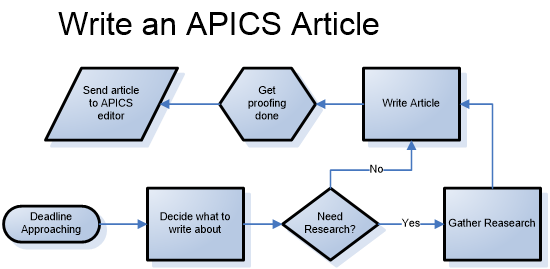 Write an APICS Article
Send article
to APICS
editor
Get
proofing
done
Write Article
No
Deadline
Approaching
Decide what to
write about
Need
Research?
Yes
Gather Reasearch